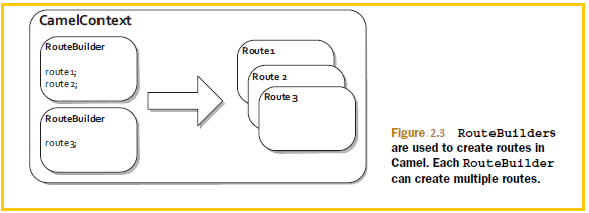 CamelContext
RouteBuilder
route1;
route2;
RouteBuilder
route3;
Route1
Route 2
Route 3
Figure 2.3 RouteBuilders
are used to create routes in
Camel. Each RouteBuilder
can create multiple routes.